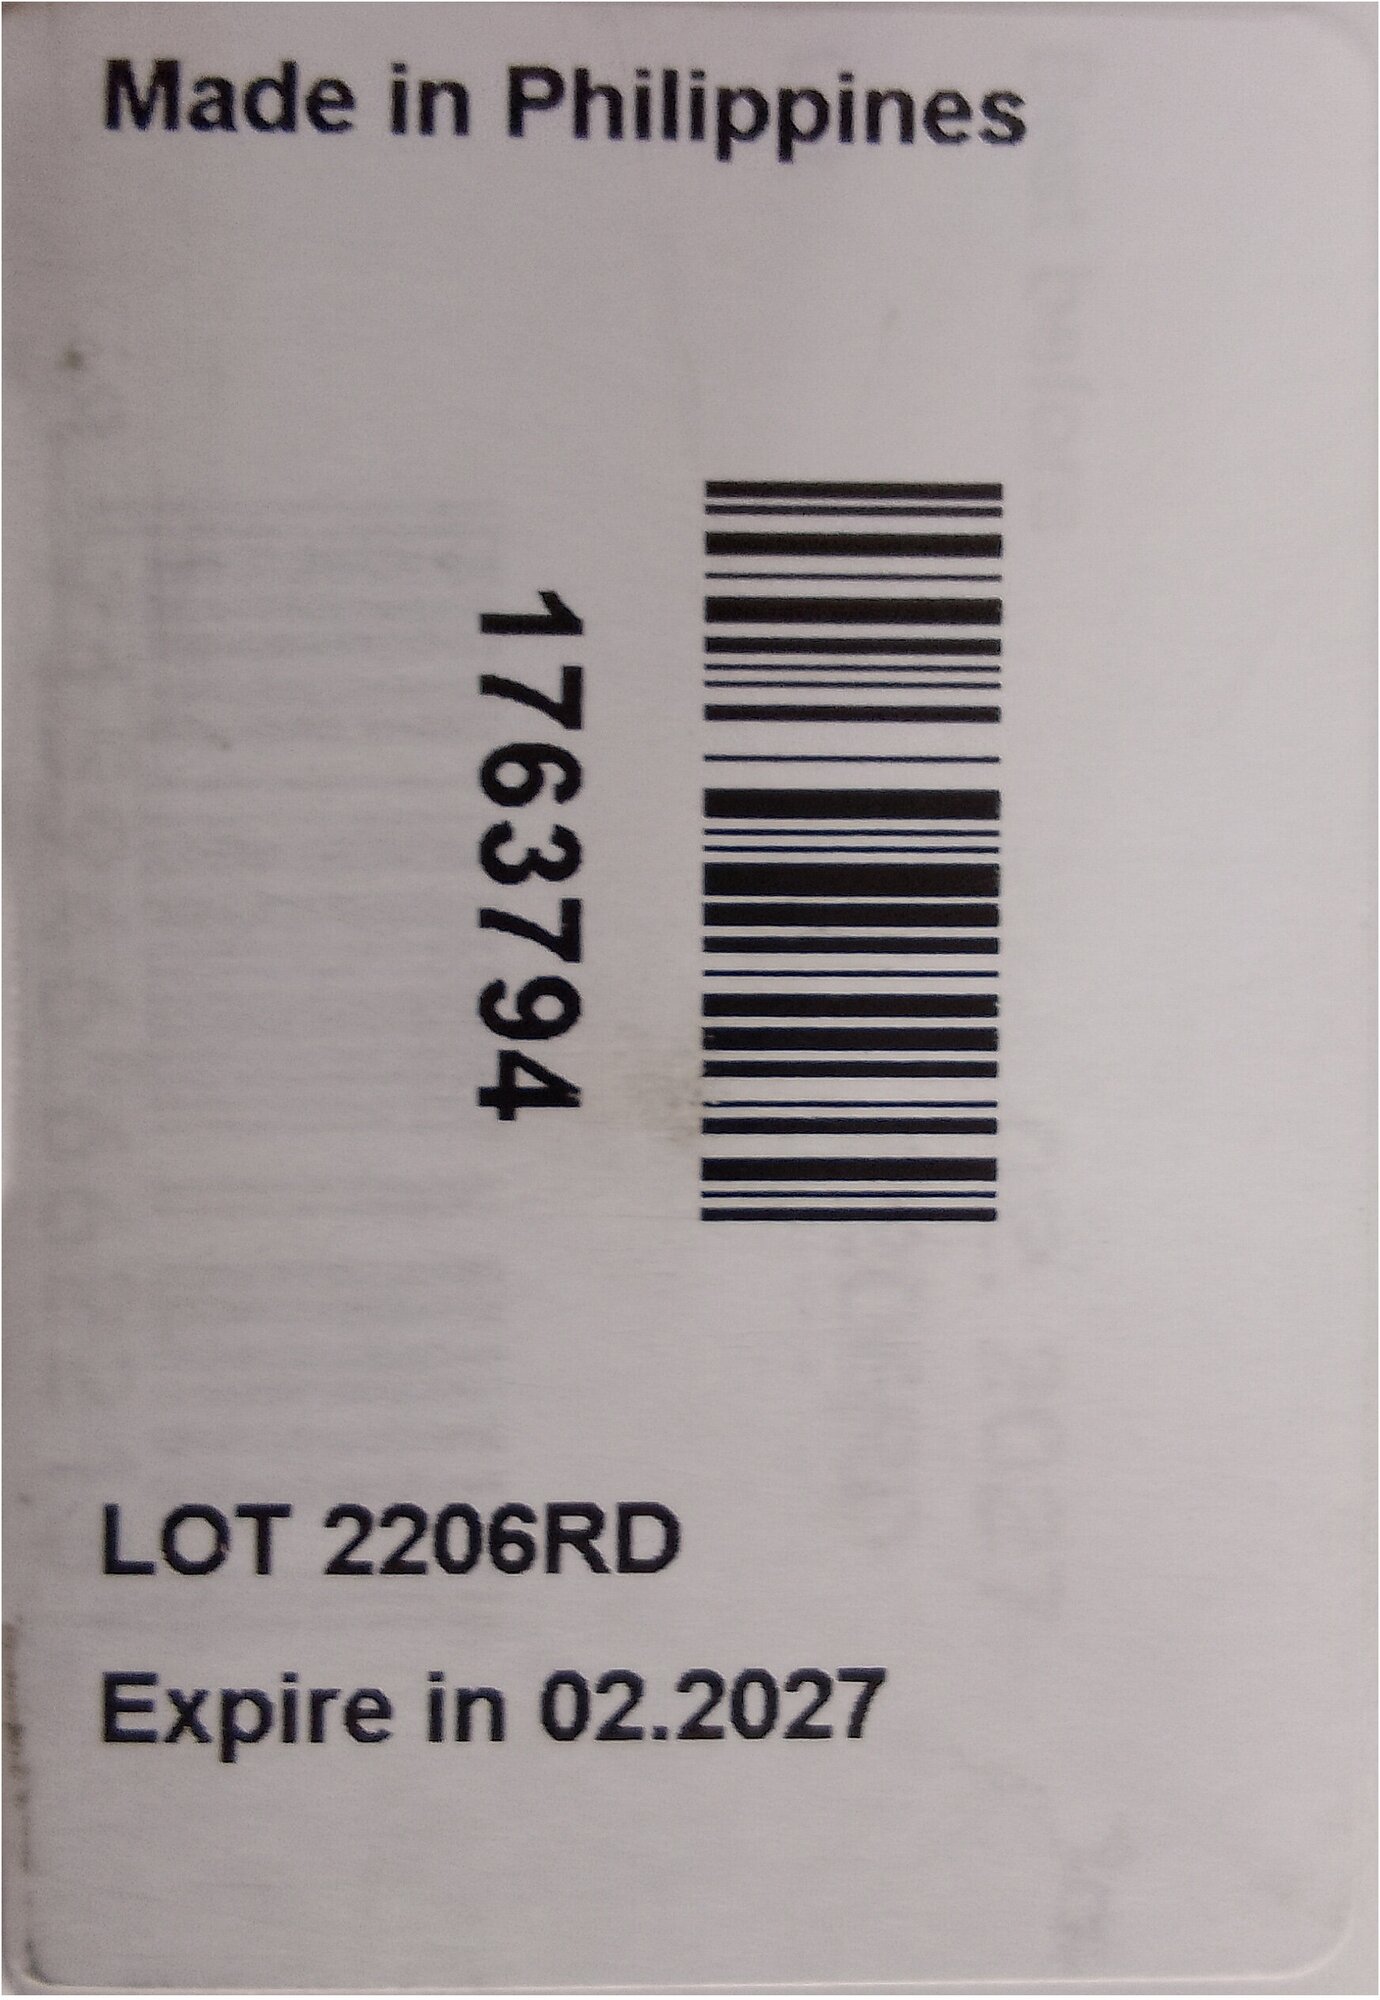 Made in Philippines
1763794
LOT 2206RD
Expire in 02.2027